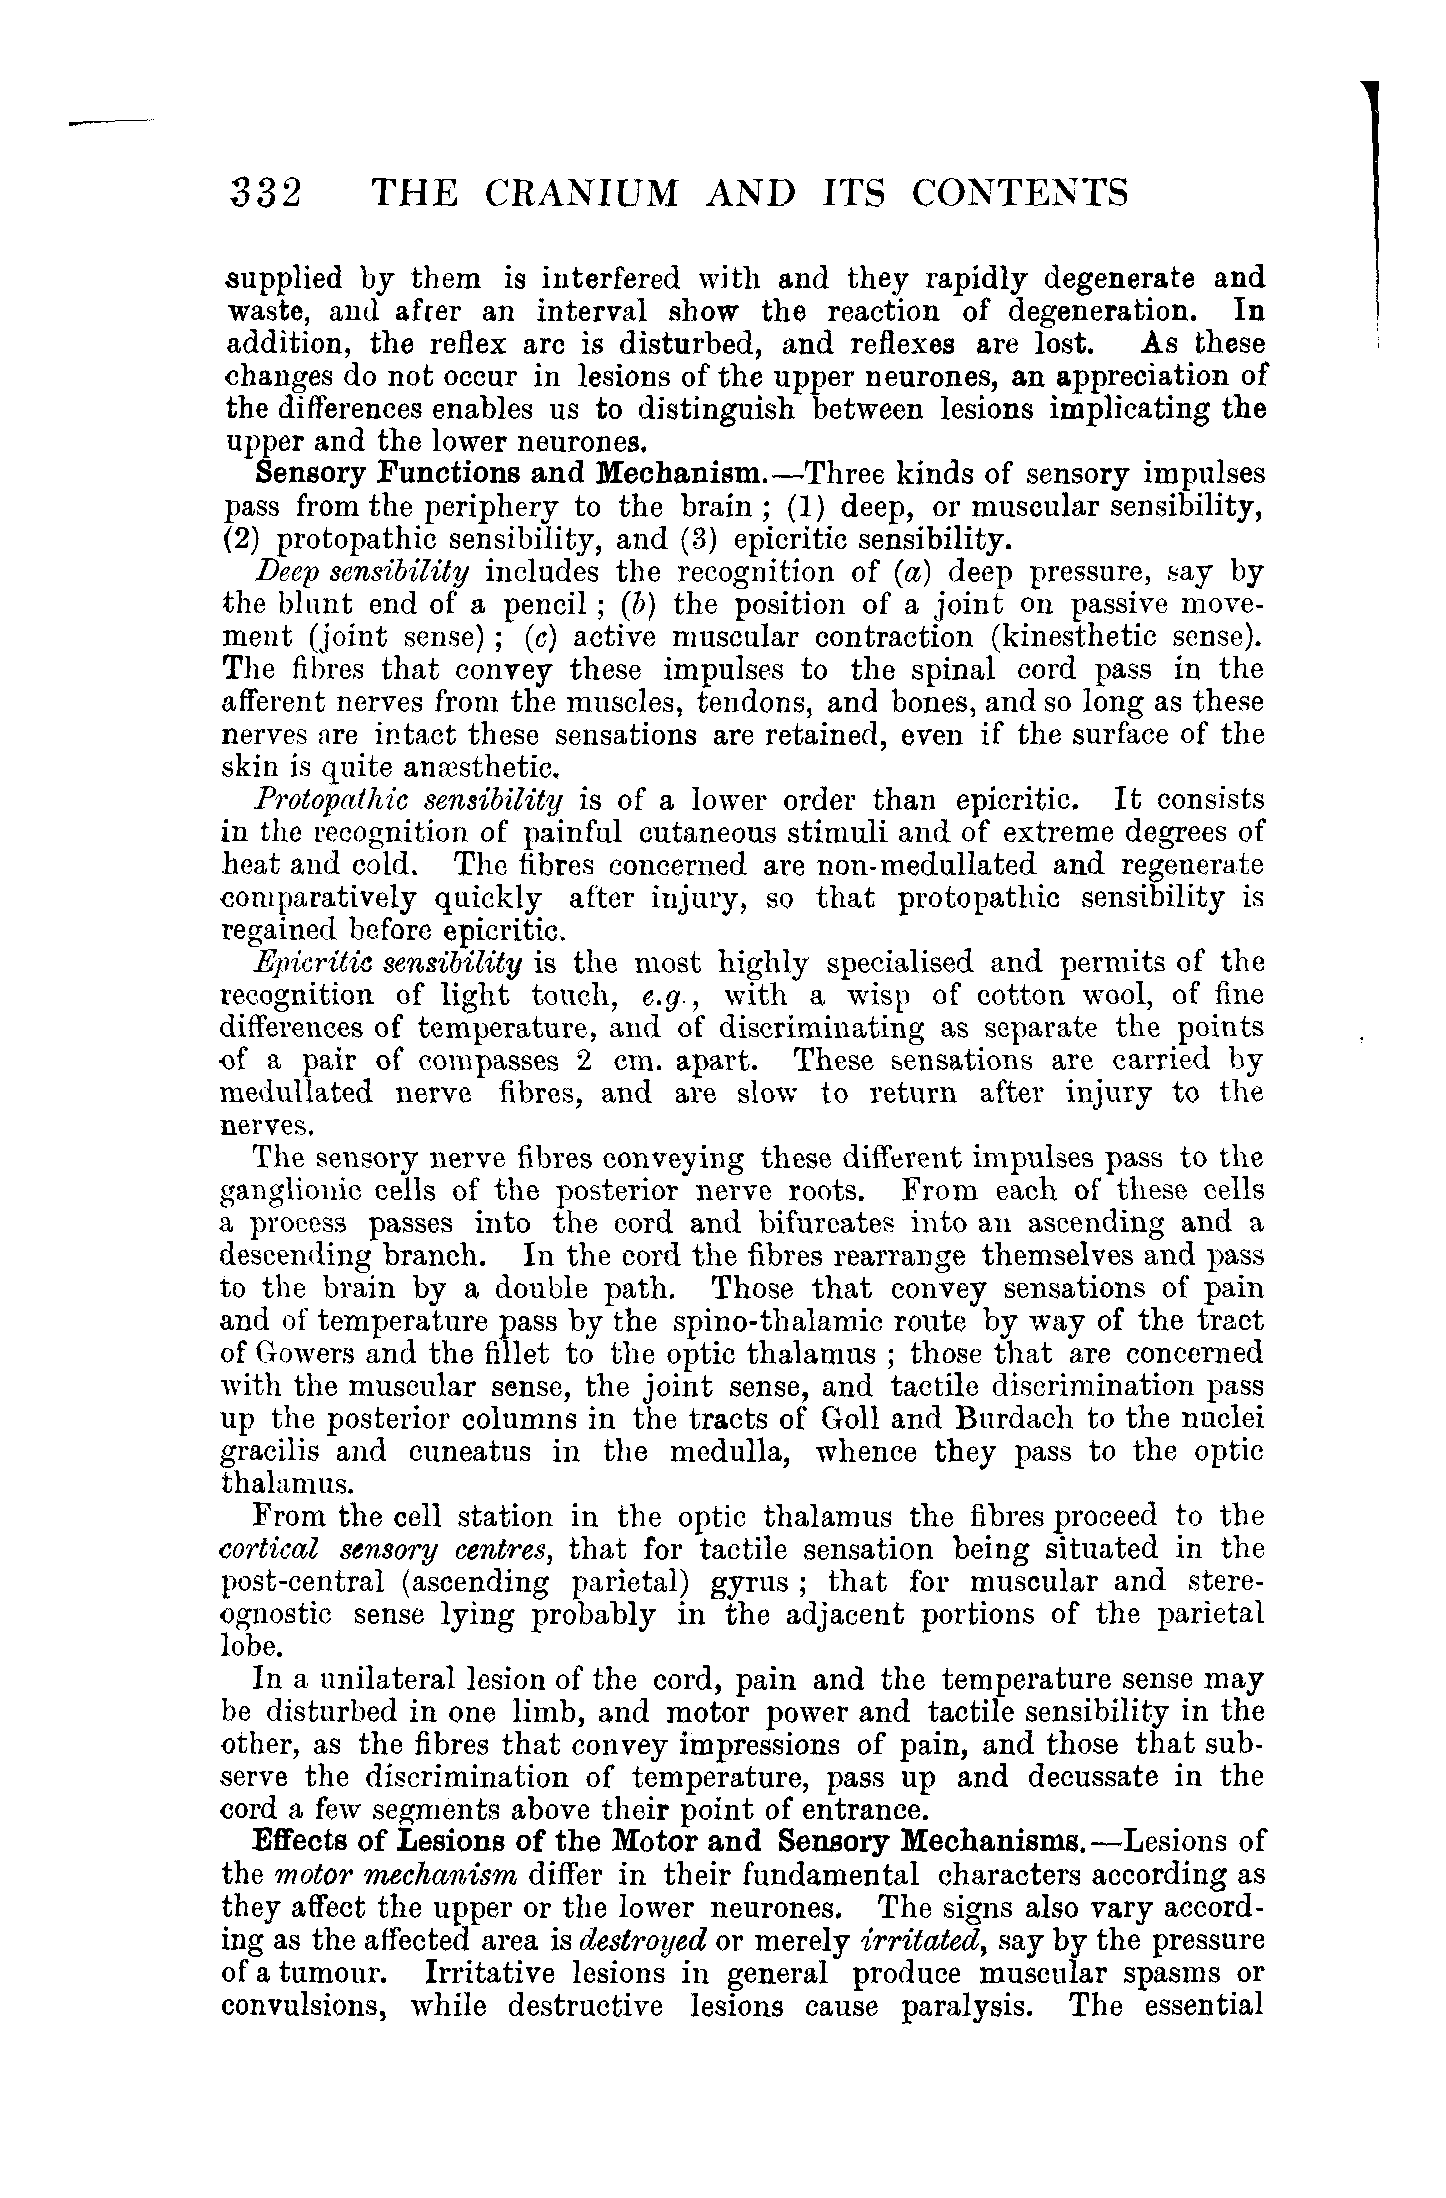 332 THE CRANIUM AND ITS CONTENTS
supplied by them is interfered with and they rapidly degenerate and
waste, and after an interval show the reaction of degeneration. In
addition, the reflex arc is disturbed, and reflexes are lost. As these
changes do not occur in lesions of the upper neurones, an appreciation of
the differences enables us to distinguish between lesions implicating the
upper and the lower neurones.
Sensory Functions and Mechanism.—Three kinds of sensory impulses
pass from the periphery to the brain ; (1) deep, or muscular sensibility,
(2) protopathic sensibility, and (3) epicritic sensibility.
Deep sensibility includes the recognition of (a) deep pressure, say by
the blunt end of a pencil ; (b) the position of a joint on passive move-
ment (joint sense) ; (c) active muscular contraction (kinesthetic sense).
The fibres that convey these impulses to the spinal cord pass in the
afferent nerves from the muscles, tendons, and bones, and so long as these
nerves are intact these sensations are retained, even if the surface of the
skin is quite anæsthetic.
Protopathic sensibility is of a lower order than epicritic. It consists
in the recognition of painful cutaneous stimuli and of extreme degrees of
heat and cold. The fibres concerned are non-medullated and regenerate
comparatively quickly after injury, so that protopathic sensibility is
regained before epicritic.
Epicritic sensibility is the most highly specialised and permits of the
recognition of light touch, e.g., with a wisp of cotton wool, of fine
differences of temperature, and of discriminating as separate the points
of a pair of compasses 2 cm. apart. These sensations are carried by
medullated nerve fibres, and are slow to return after injury to the
nerves.
The sensory nerve fibres conveying these different impulses pass to the
ganglionic cells of the posterior nerve roots. From each of these cells
a process passes into the cord and bifurcates into an ascending and a
descending branch. In the cord the fibres rearrange themselves and pass
to the brain by a double path. Those that convey sensations of pain
and of temperature pass by the spino-thalamic route by way of the tract
of Gowers and the fillet to the optic thalamus ; those that are concerned
with the muscular sense, the joint sense, and tactile discrimination pass
up the posterior columns in the tracts of Goll and Burdach to the nuclei
gracilis and cuneatus in the medulla, whence they pass to the optic
thalamus.
From the cell station in the optic thalamus the fibres proceed to the
cortical sensory centres, that for tactile sensation being situated in the
post-central (ascending parietal) gyrus ; that for muscular and stere-
ognostic sense lying probably in the adjacent portions of the parietal
lobe.
In a unilateral lesion of the cord, pain and the temperature sense may
be disturbed in one limb, and motor power and tactile sensibility in the
other, as the fibres that convey impressions of pain, and those that sub-
serve the discrimination of temperature, pass up and decussate in the
cord a few segments above their point of entrance.
Effects of Lesions of the Motor and Sensory Mechanisms.—Lesions of
the motor mechanism differ in their fundamental characters according as
they affect the upper or the lower neurones. The signs also vary accord-
ing as the affected area is destroyed or merely irritated, say by the pressure
of a tumour. Irritative lesions in general produce muscular spasms or
convulsions, while destructive lesions cause paralysis. The essential